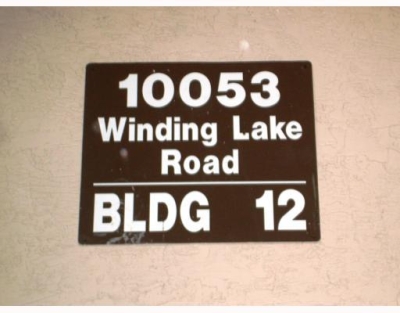 10053
Winding Lake
Road
BLDG 12